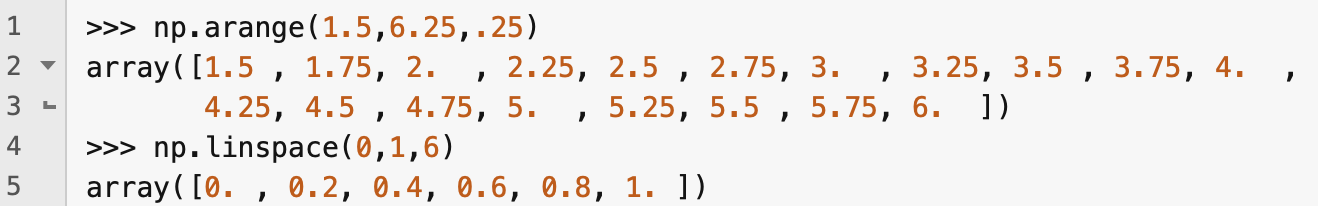 1 >>> np.arange(1.5,6.25,.25)
2 array([1.5 , 1.75, 2.  , 2.25, 2.5 , 2.75, 3.  , 3.25, 3.5 , 3.75, 4.  ,
3        4.25, 4.5 , 4.75, 5.  , 5.25, 5.5 , 5.75, 6.  ])
4 >>> np.linspace(0,1,6)
5 array([0. , 0.2, 0.4, 0.6, 0.8, 1. ])